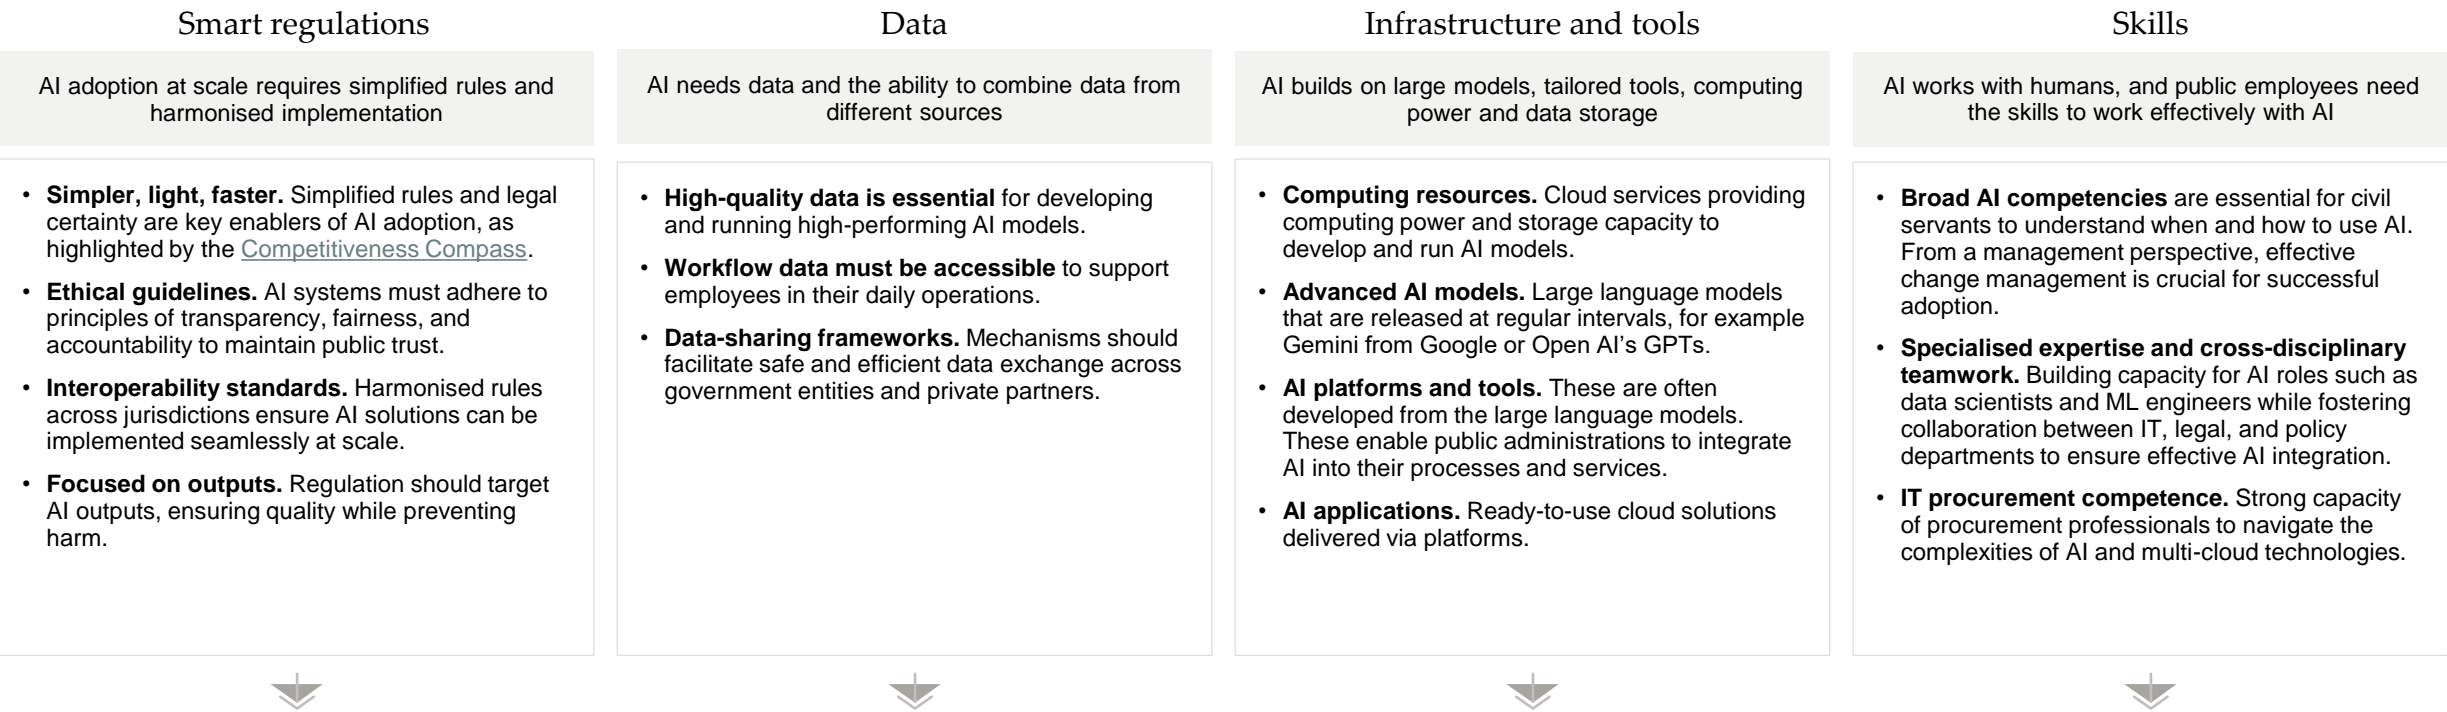 Smart regulations
AI adoption at scale requires simplified rules and
harmonised implementation
• Simpler, light, faster. Simplified rules and legal
certainty are key enablers of AI adoption, as
highlighted by the Competitiveness Compass.
• Ethical guidelines. AI systems must adhere to
principles of transparency, fairness, and
accountability to maintain public trust.
• Interoperability standards. Harmonised rules
across jurisdictions ensure AI solutions can be
implemented seamlessly at scale.
• Focused on outputs. Regulation should target
AI outputs, ensuring quality while preventing
harm.
Data
AI needs data and the ability to combine data from
different sources
• High-quality data is essential for developing
and running high-performing AI models.
• Workflow data must be accessible to support
employees in their daily operations.
• Data-sharing frameworks. Mechanisms should
facilitate safe and efficient data exchange across
government entities and private partners.
Infrastructure and tools
AI builds on large models, tailored tools, computing
power and data storage
• Computing resources. Cloud services providing
computing power and storage capacity to
develop and run AI models.
• Advanced AI models. Large language models
that are released at regular intervals, for example
Gemini from Google or Open AI’s GPTs.
• AI platforms and tools. These are often
developed from the large language models.
These enable public administrations to integrate
AI into their processes and services.
• AI applications. Ready-to-use cloud solutions
delivered via platforms.
Skills
AI works with humans, and public employees need
the skills to work effectively with AI
• Broad AI competencies are essential for civil
servants to understand when and how to use AI.
From a management perspective, effective
change management is crucial for successful
adoption.
• Specialised expertise and cross-disciplinary
teamwork. Building capacity for AI roles such as
data scientists and ML engineers while fostering
collaboration between IT, legal, and policy
departments to ensure effective AI integration.
• IT procurement competence. Strong capacity
of procurement professionals to navigate the
complexities of AI and multi-cloud technologies.